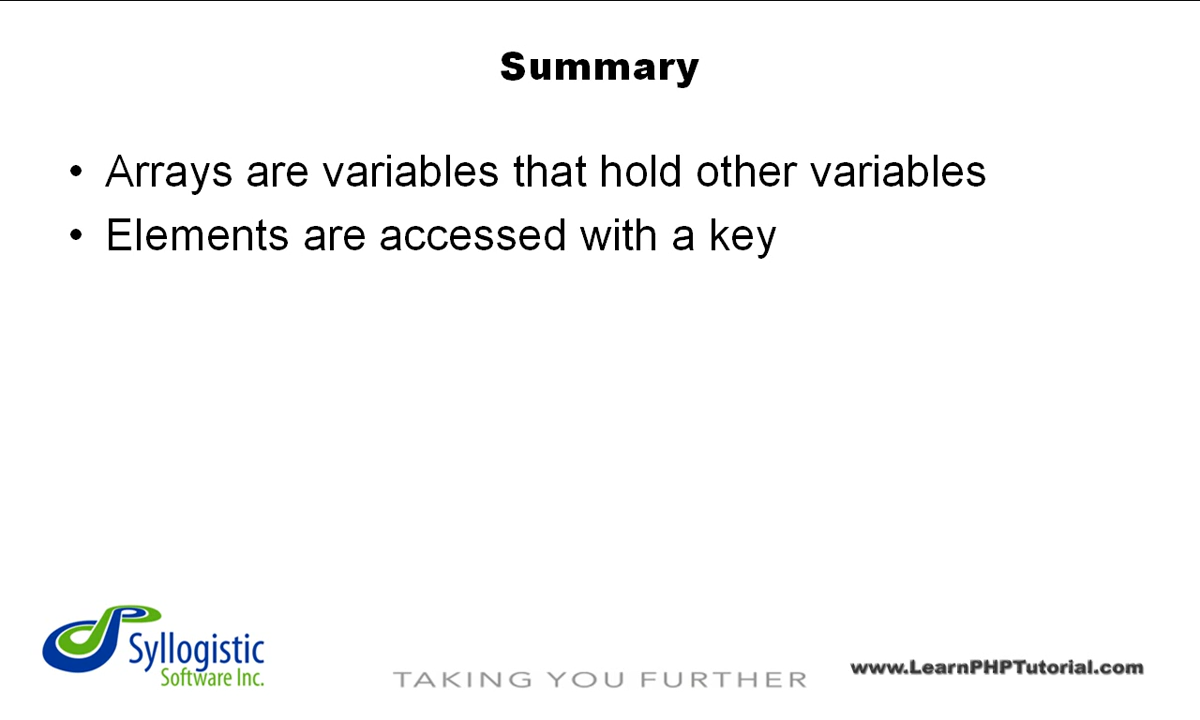 Summary
• Arrays are variables that hold other variables
• Elements are accessed with a key
Syllogistic
Software Inc.
TAKING YOU FURTHER
www.LearnPHPTutorial.com